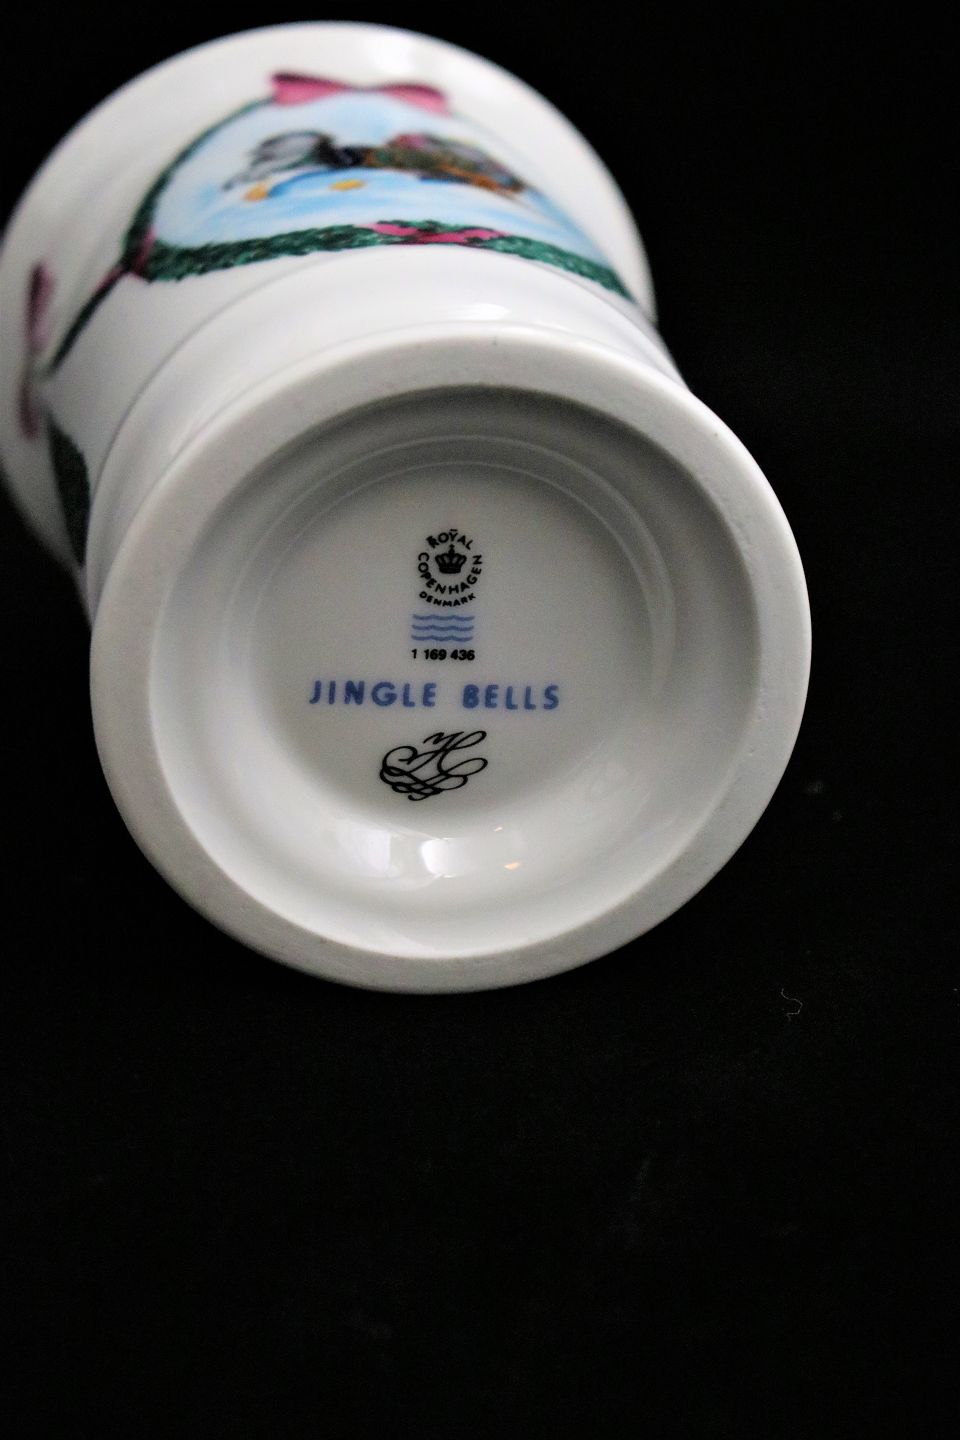 ROYAL
COPENHAGEN
DENMARK
1 169 436
JINGLE BELLS